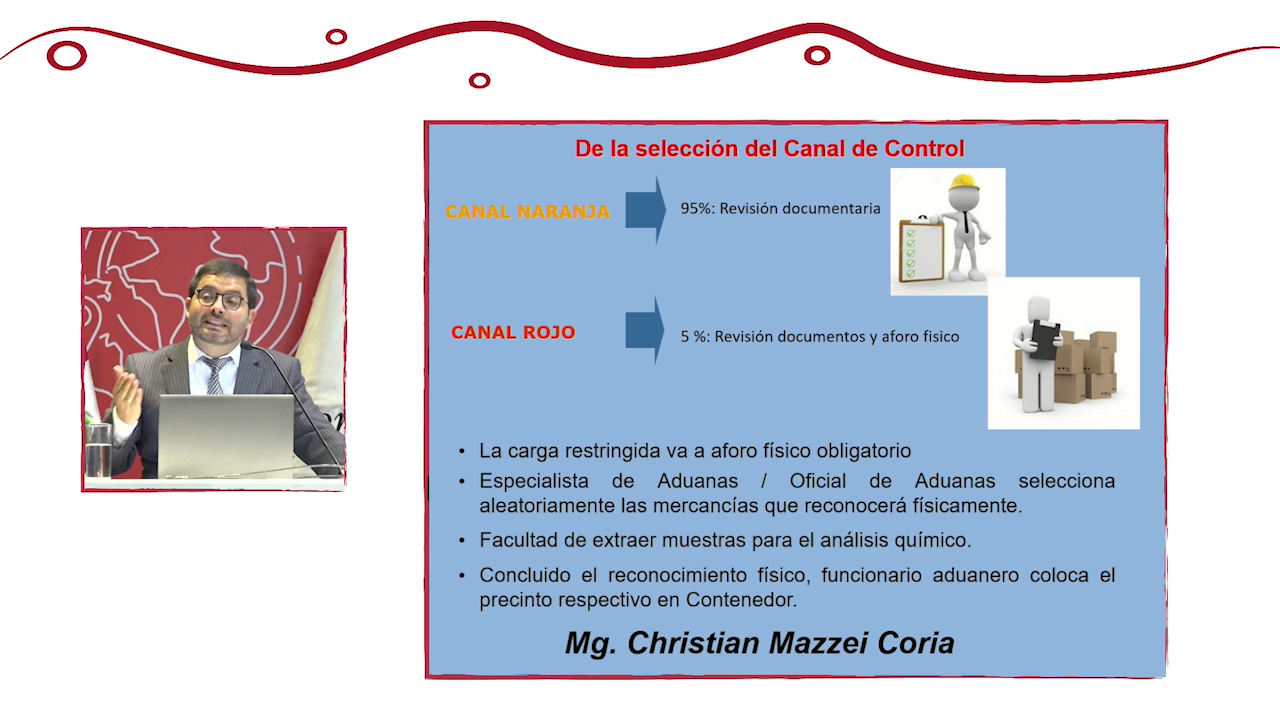 De la selección del Canal de Control
CANAL NARANJA
95%: Revisión documentaria
CANAL ROJO
5 %: Revisión documentos y aforo fisico
• La carga restringida va a aforo físico obligatorio
• Especialista de Aduanas / Oficial de Aduanas selecciona
aleatoriamente las mercancías que reconocerá físicamente.
• Facultad de extraer muestras para el análisis químico.
• Concluido el reconocimiento físico, funcionario aduanero coloca el
precinto respectivo en Contenedor.
Mg. Christian Mazzei Coria